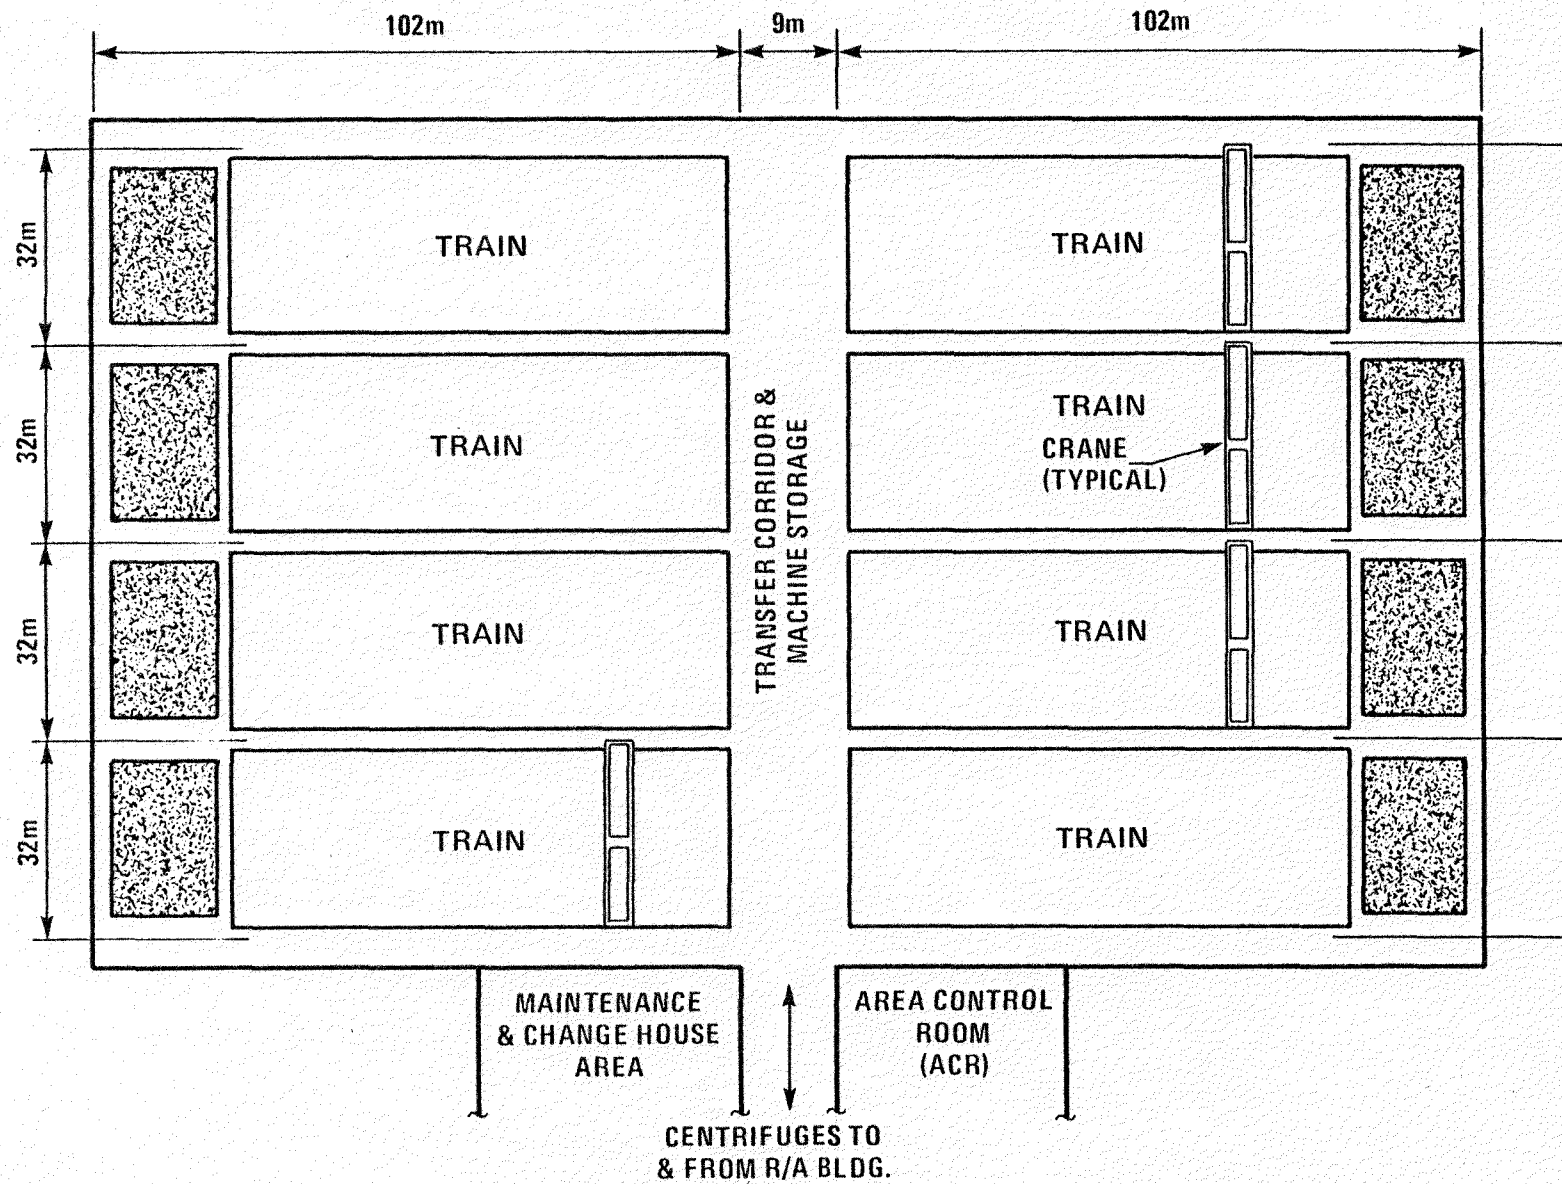 102m
9m
102m
32m
TRAIN
TRAIN
32m
TRAIN
TRAIN
CRANE
(TYPICAL)
TRANSFER CORRIDOR &
MACHINE STORAGE
32m
TRAIN
TRAIN
32m
TRAIN
TRAIN
MAINTENANCE
& CHANGE HOUSE
AREA
AREA CONTROL
ROOM
(ACR)
CENTRIFUGES TO
& FROM R/A BLDG.